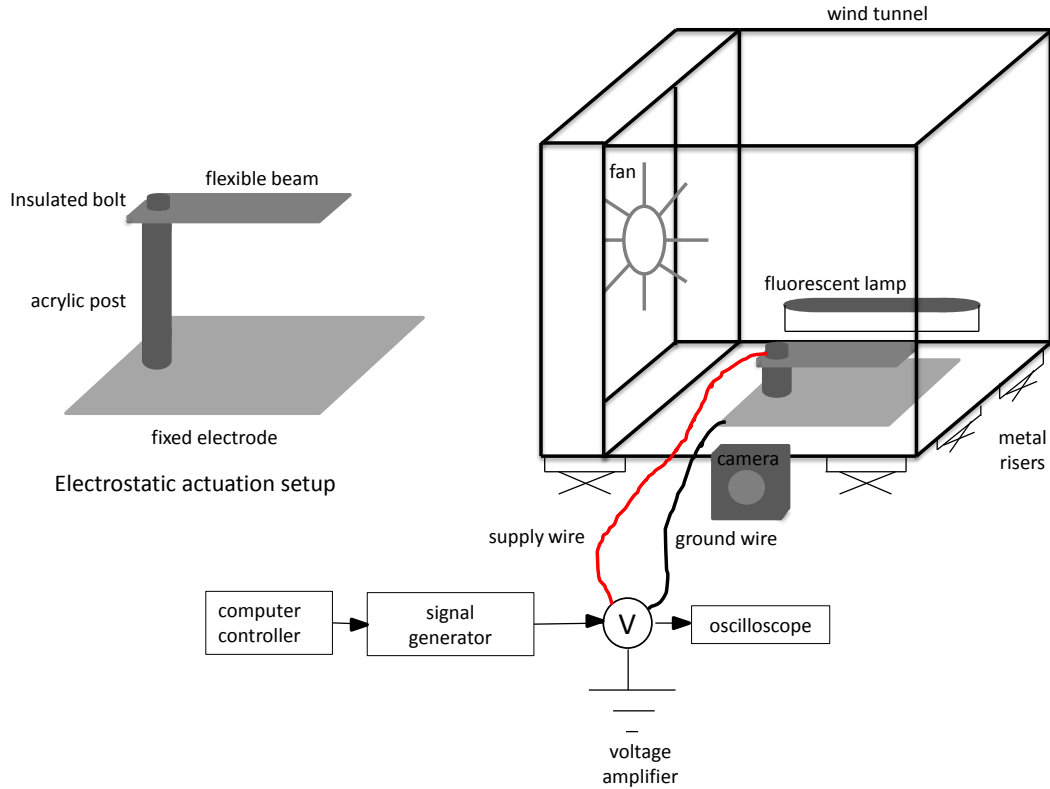 wind tunnel
fan
flexible beam
Insulated bolt
acrylic post
fluorescent lamp
fixed electrode
Electrostatic actuation setup
camera
metal
risers
supply wire
ground wire
computer
controller
signal
generator
V
oscilloscope
voltage
amplifier